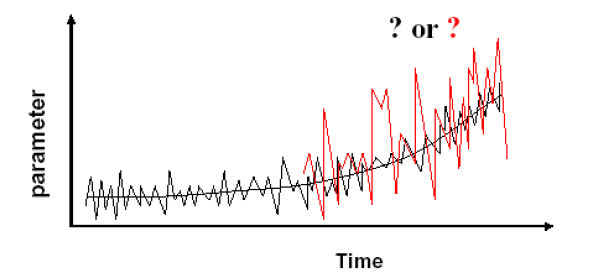 ? or ?
parameter
Time